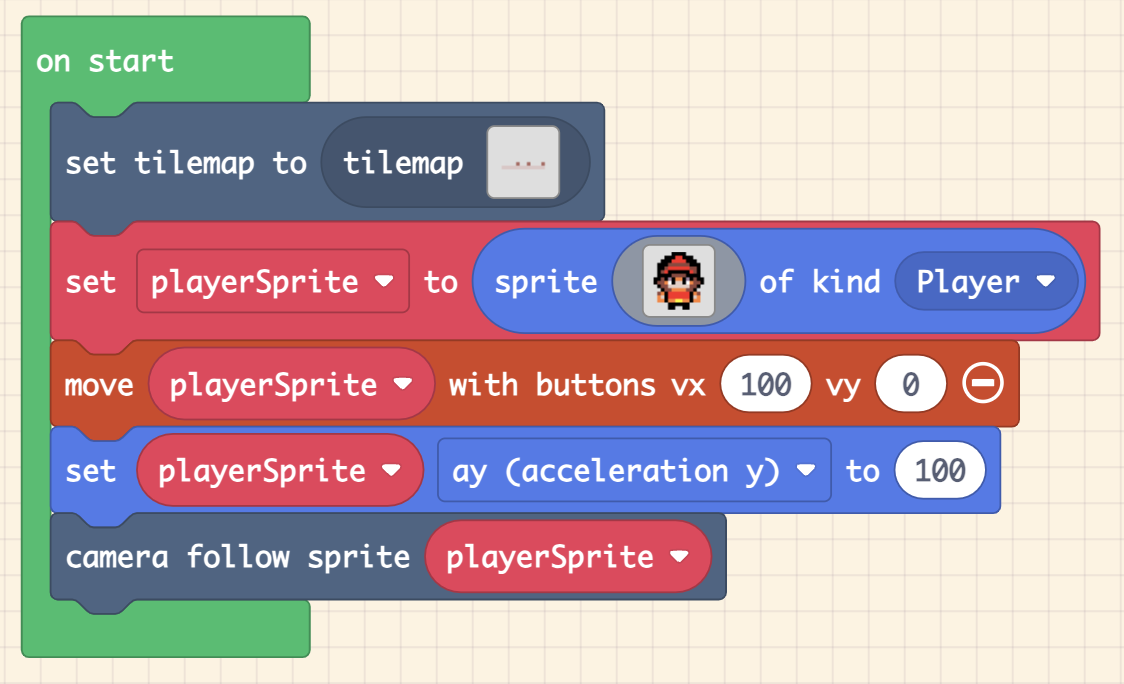 on start
set tilemap to tilemap
set playerSprite to sprite of kind Player
move playerSprite with buttons vx 100 vy 0
set playerSprite ay (acceleration y) to 100
camera follow sprite playerSprite